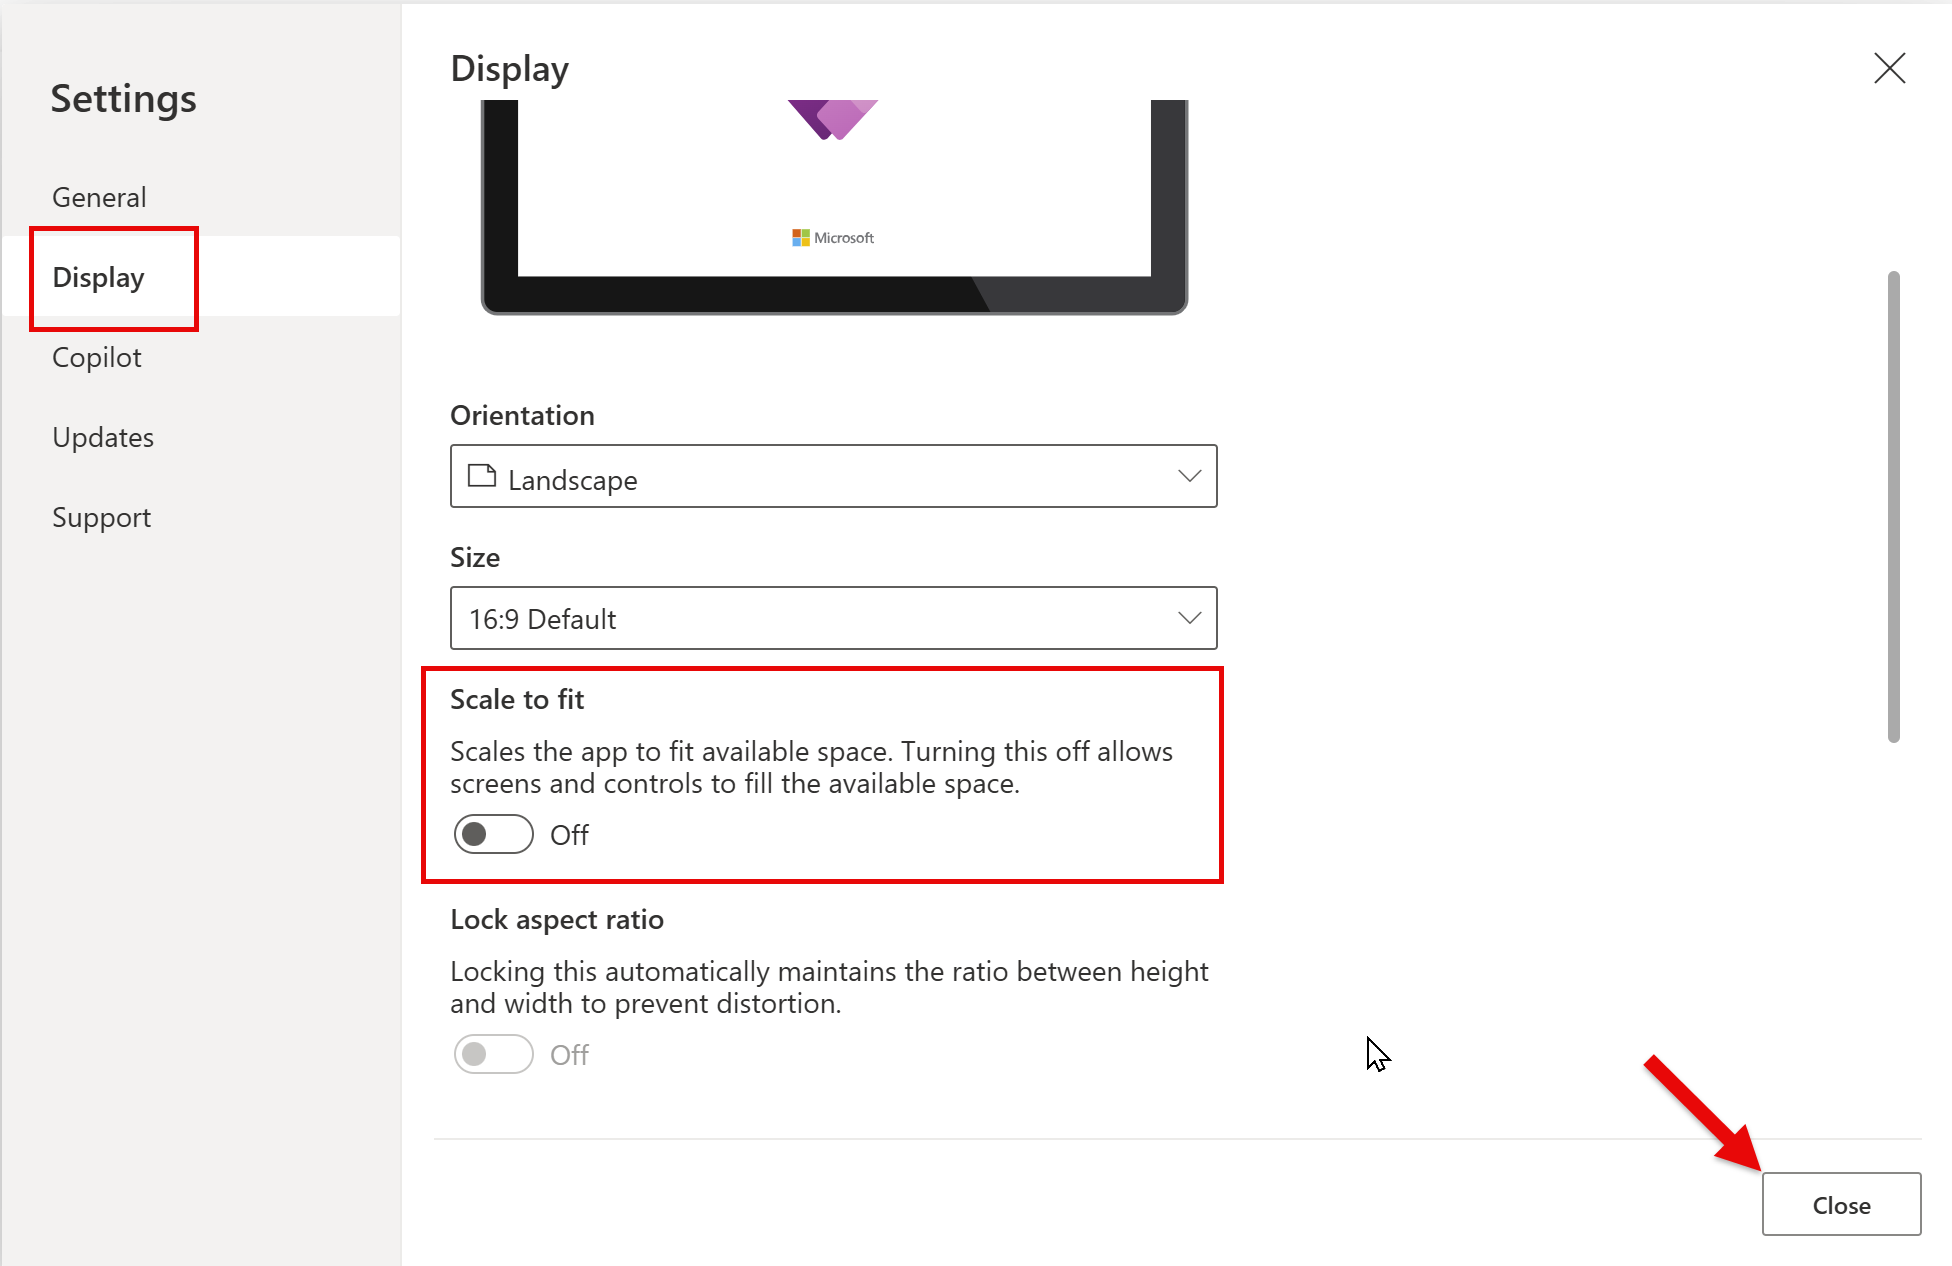 Settings
General
Display
Copilot
Updates
Support
Display
Microsoft
Orientation
Landscape
Size
16:9 Default
Scale to fit
Scales the app to fit available space. Turning this off allows
screens and controls to fill the available space.
Off
Lock aspect ratio
Locking this automatically maintains the ratio between height
and width to prevent distortion.
Off
Close